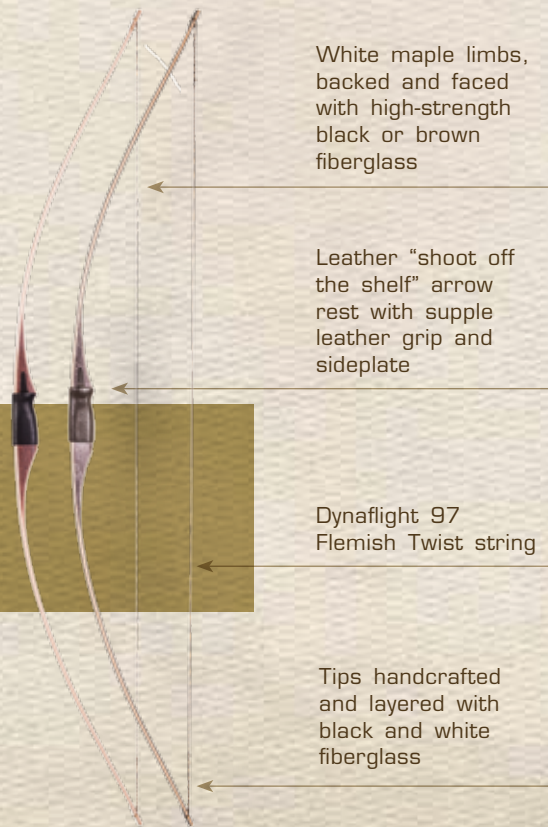 White maple limbs,
backed and faced
with high-strength
black or brown
fiberglass
Leather “shoot off
the shelf” arrow
rest with supple
leather grip and
sideplate
Dynaflight 97
Flemish Twist string
Tips handcrafted
and layered with
black and white
fiberglass